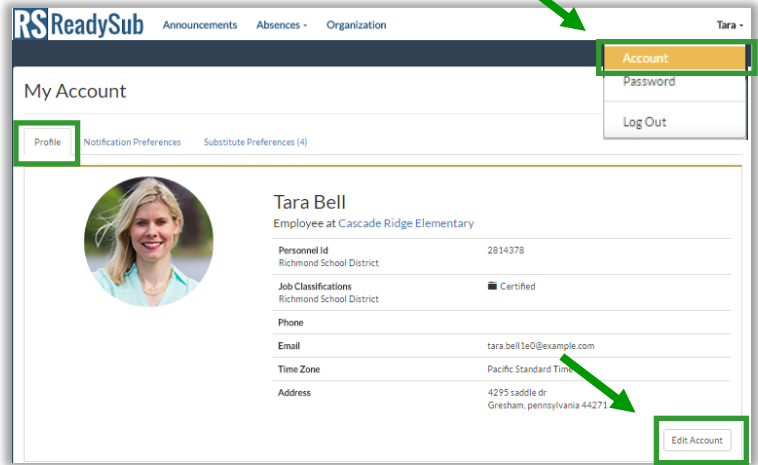 RS ReadySub Announcements Absences - Organization Tara -
Account
Password
Log Out
My Account
Profile Notification Preferences Substitute Preferences (4)
Tara Bell
Employee at Cascade Ridge Elementary
Personnel Id 2814378
Richmond School District
Job Classifications Certified
Richmond School District
Phone
Email tara.bell1e0@example.com
Time Zone Pacific Standard Time
Address 4295 saddle dr
Gresham, pennsylvania 44271
Edit Account